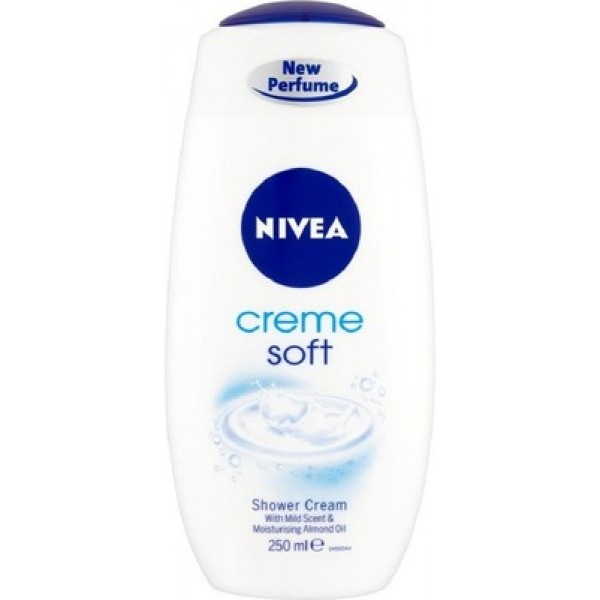 New
Perfume
NIVEA
creme
soft
Shower Cream
With Mild Scent &
Moisturising Almond Oil
250 ml ℮